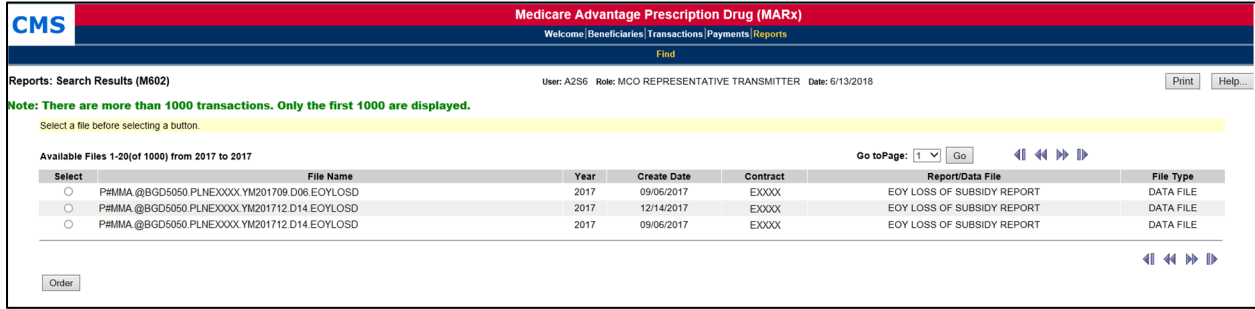 CMS
Medicare Advantage Prescription Drug (MARx)
Welcome|Beneficiaries|Transactions|Payments|Reports
Find
Reports: Search Results (M602) User: A2S6 Role: MCO REPRESENTATIVE TRANSMITTER Date: 6/13/2018 Print Help...
Note: There are more than 1000 transactions. Only the first 1000 are displayed.
Select a file before selecting a button.
Available Files 1-20(of 1000) from 2017 to 2017 Go toPage: 1 Go
Select File Name Year Create Date Contract Report/Data File File Type
P#MMA.@BGD5050.PLNEXXXX.YM201709.D06.EOYLOSD 2017 09/06/2017 EXXXX EOY LOSS OF SUBSIDY REPORT DATA FILE
P#MMA.@BGD5050.PLNEXXXX.YM201712.D14.EOYLOSD 2017 12/14/2017 EXXXX EOY LOSS OF SUBSIDY REPORT DATA FILE
P#MMA.@BGD5050.PLNEXXXX.YM201712.D14.EOYLOSD 2017 09/06/2017 EXXXX EOY LOSS OF SUBSIDY REPORT DATA FILE
Order